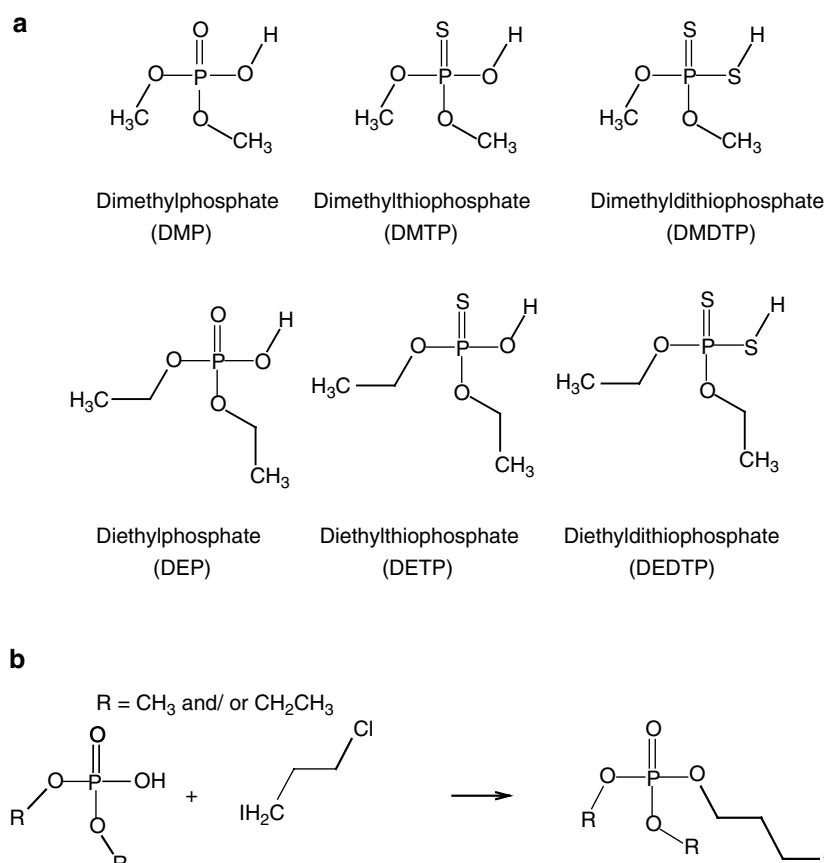 a
O
H
O
P
O
H3C
O
CH3
S
H
O
P
O
H3C
O
CH3
S
H
O
P
S
H3C
O
CH3
Dimethylphosphate
(DMP)
Dimethylthiophosphate
(DMTP)
Dimethyldithiophosphate
(DMDTP)
O
H
O
P
O
H3C
O
CH3
S
H
O
P
O
H3C
O
CH3
S
H
O
P
S
H3C
O
CH3
Diethylphosphate
(DEP)
Diethylthiophosphate
(DETP)
Diethyldithiophosphate
(DEDTP)
b
R = CH3 and/ or CH2CH3
O
O
P
OH
R
O
R
+
Cl
IH2C
O
O
P
O
R
O
R